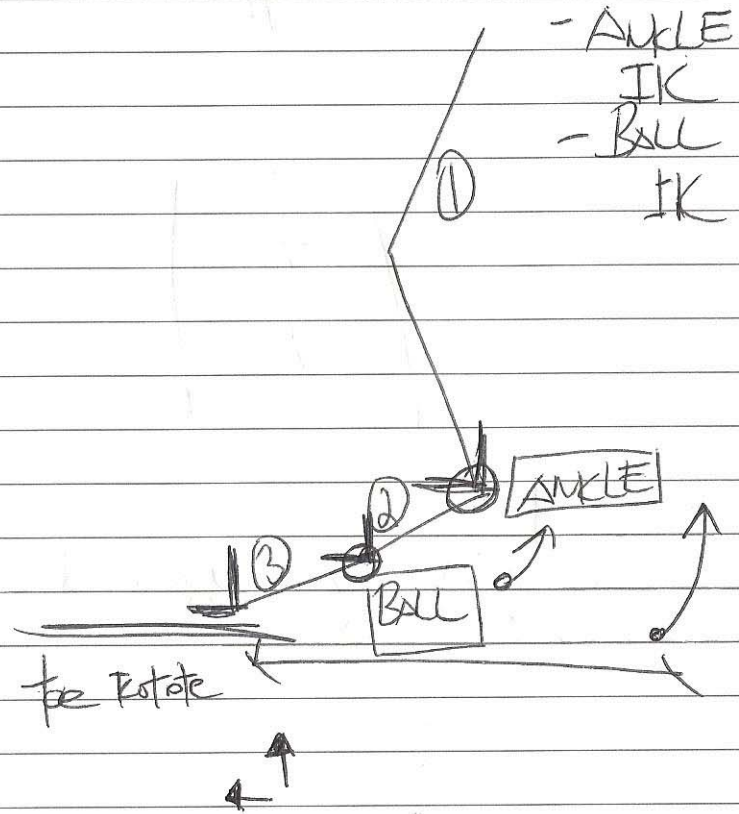 - ANKLE
IK
- BALL
IK
①
ANKLE
②
③
BALL
toe Rotate